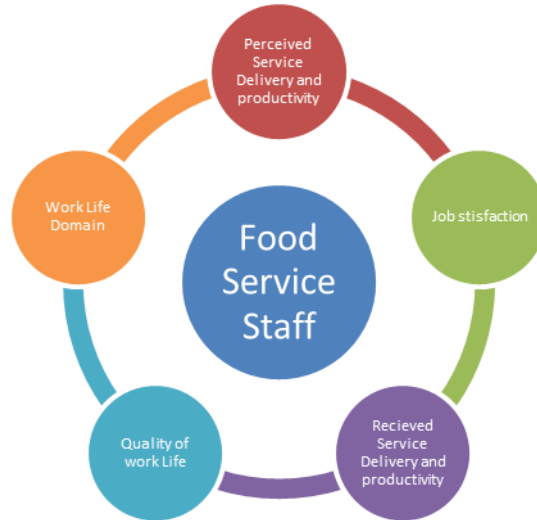 Perceived
Service
Delivery and
productivity
Work Life
Domain
Job stisfaction
Food
Service
Staff
Quality of
work Life
Recieved
Service
Delivery and
productivity